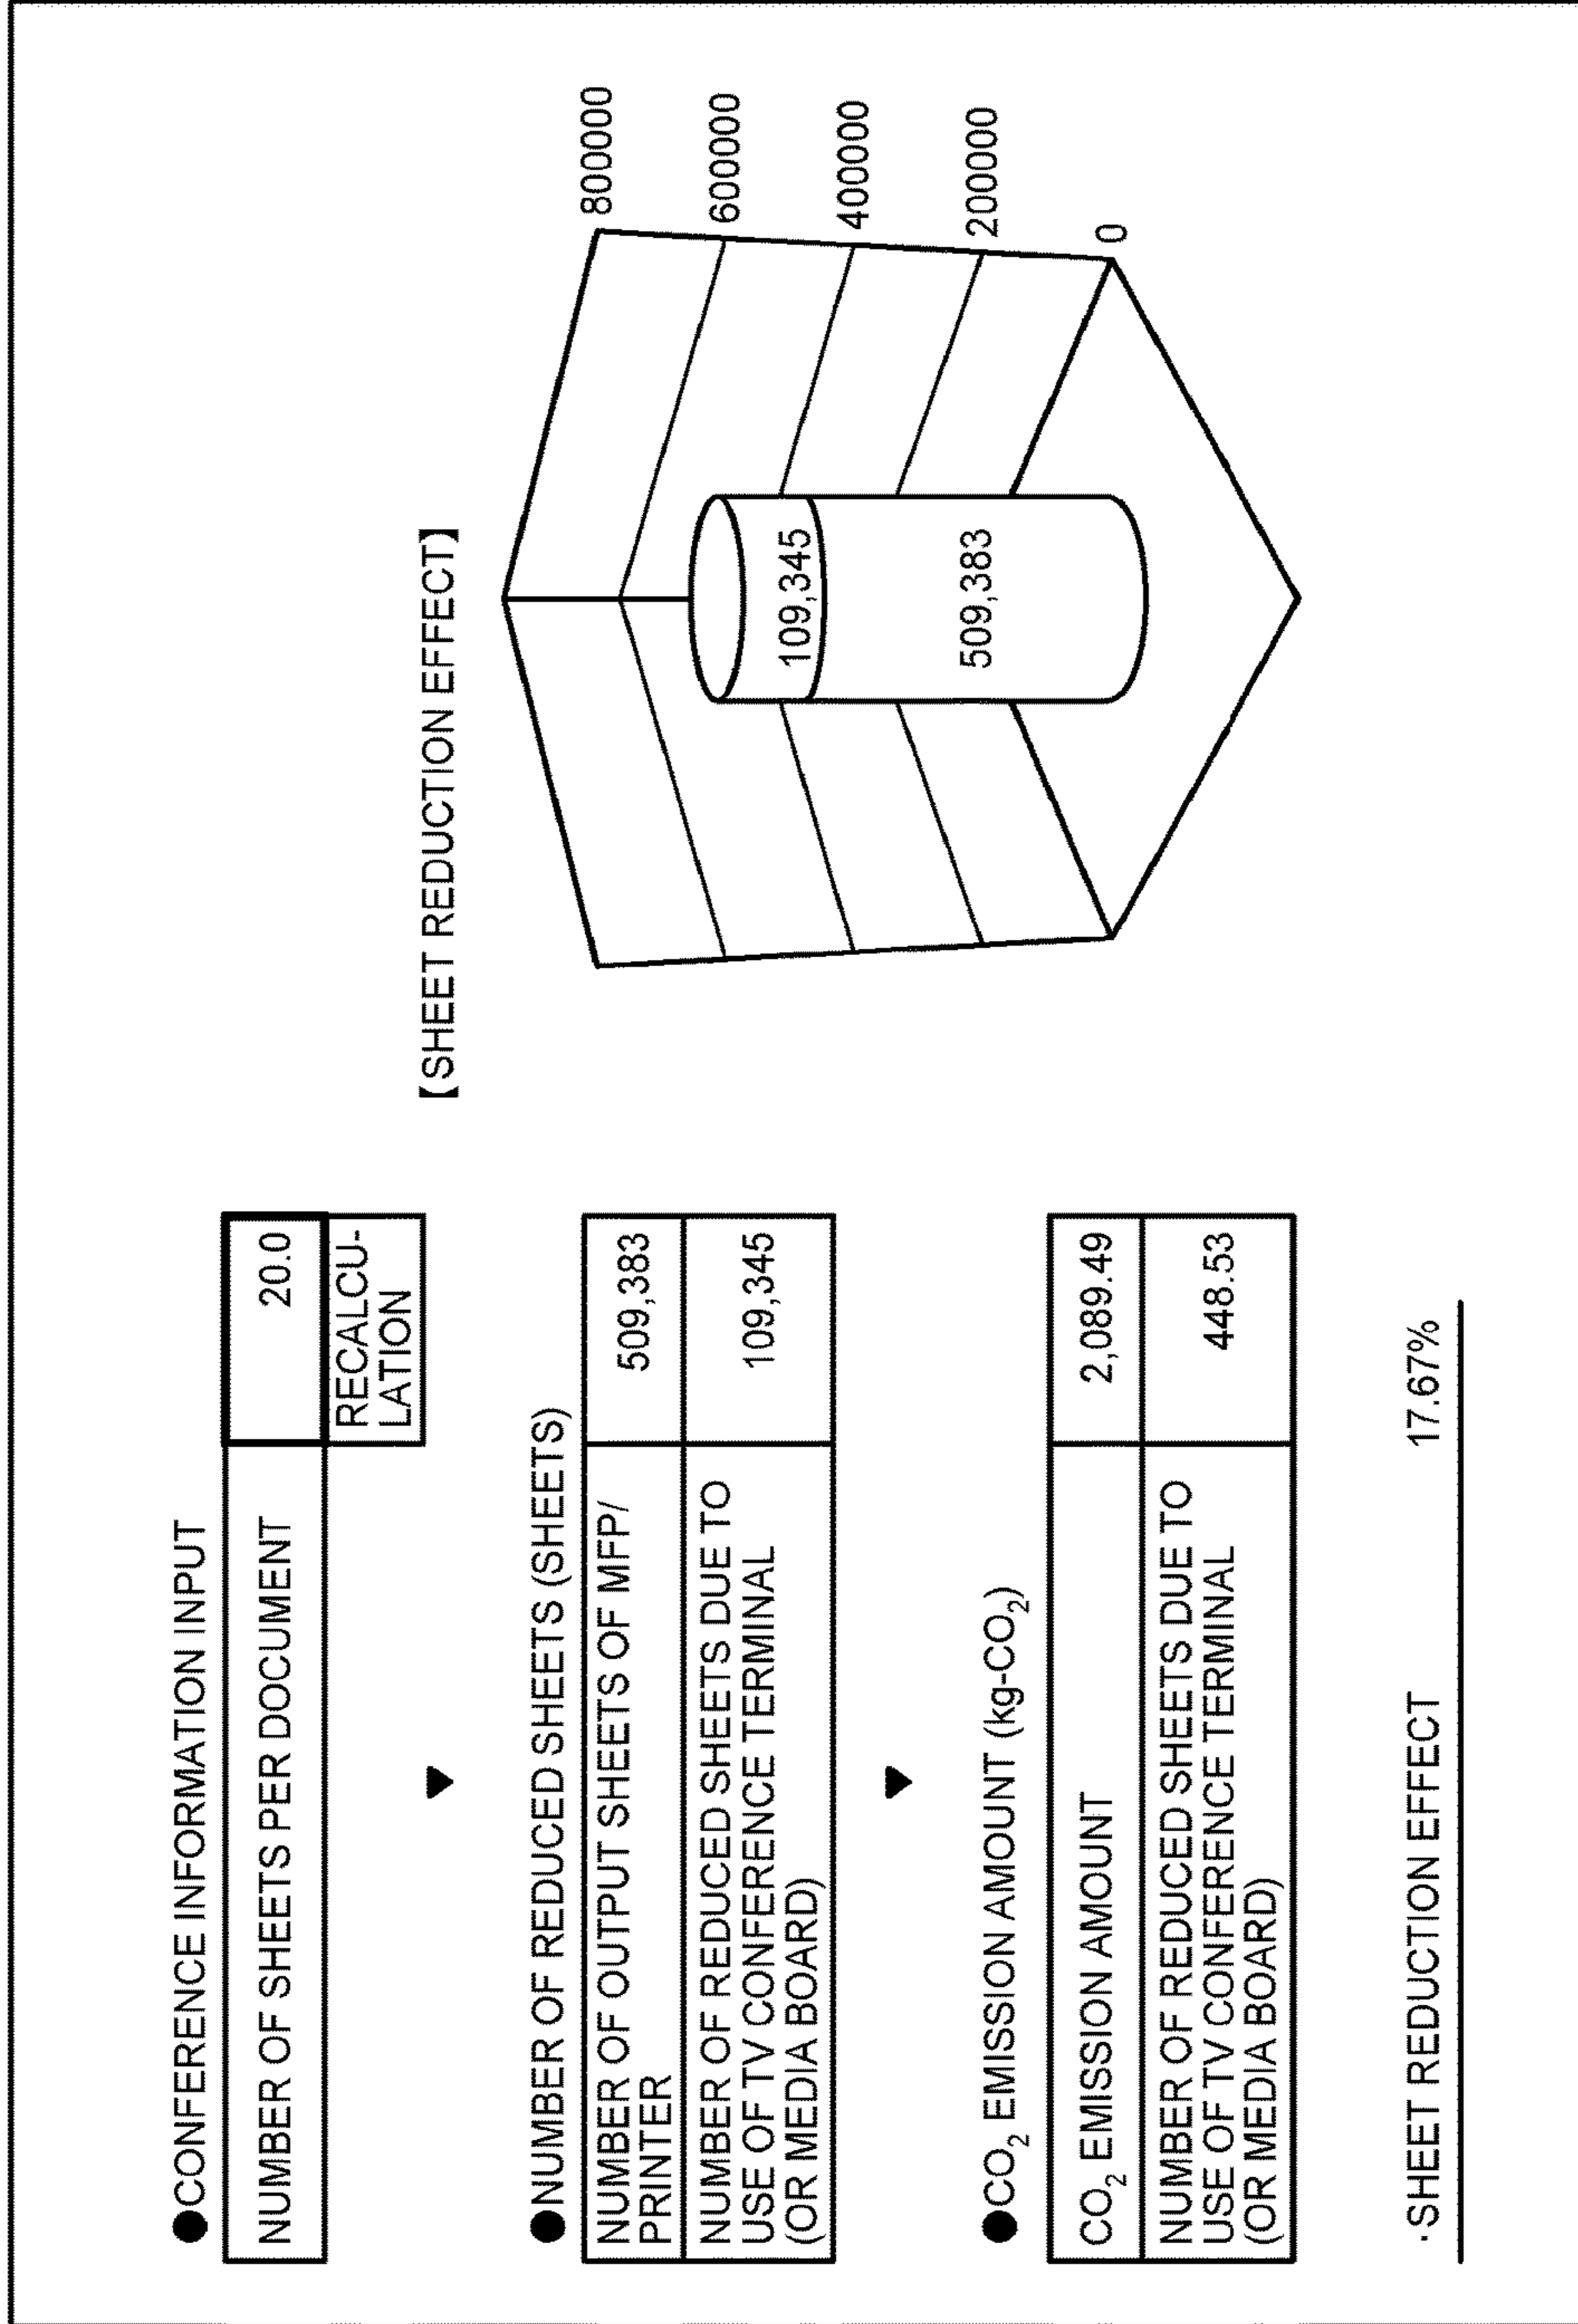 ●CONFERENCE INFORMATION INPUT
NUMBER OF SHEETS PER DOCUMENT 20.0
RECALCU-
LATION
▼
●NUMBER OF REDUCED SHEETS (SHEETS)
NUMBER OF OUTPUT SHEETS OF MFP/
PRINTER
509,383
NUMBER OF REDUCED SHEETS DUE TO
USE OF TV CONFERENCE TERMINAL
(OR MEDIA BOARD)
109,345
▼
●CO₂ EMISSION AMOUNT (kg-CO₂)
CO₂ EMISSION AMOUNT 2,089.49
NUMBER OF REDUCED SHEETS DUE TO
USE OF TV CONFERENCE TERMINAL
(OR MEDIA BOARD)
448.53
·SHEET REDUCTION EFFECT 17.67%
【SHEET REDUCTION EFFECT】
800000
600000
400000
200000
0
109,345
509,383